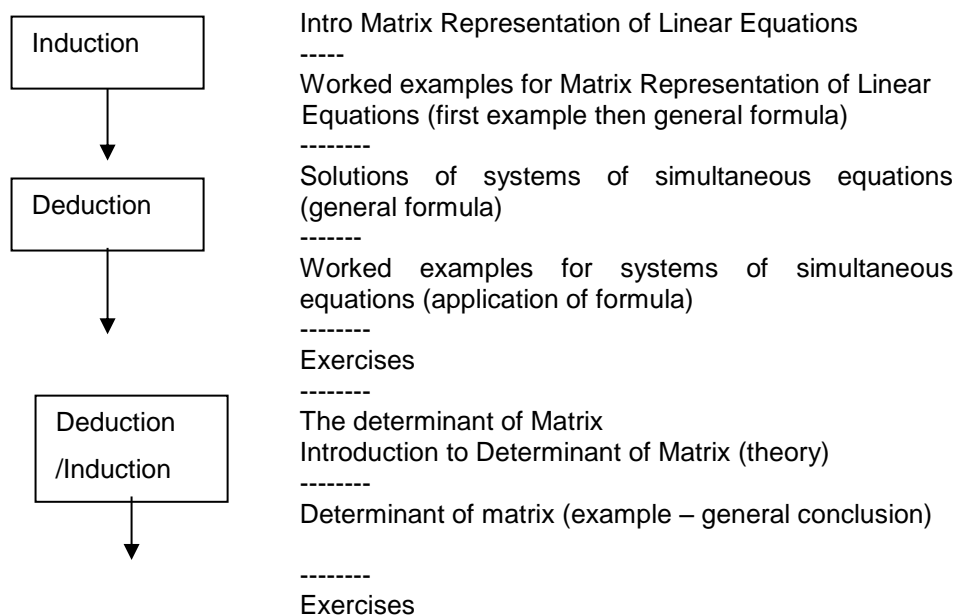 Induction
Intro Matrix Representation of Linear Equations
-----
Worked examples for Matrix Representation of Linear
Equations (first example then general formula)
--------
Deduction
Solutions of systems of simultaneous equations
(general formula)
-------
Worked examples for systems of simultaneous
equations (application of formula)
--------
Exercises
--------
Deduction
/Induction
The determinant of Matrix
Introduction to Determinant of Matrix (theory)
--------
Determinant of matrix (example – general conclusion)
--------
Exercises